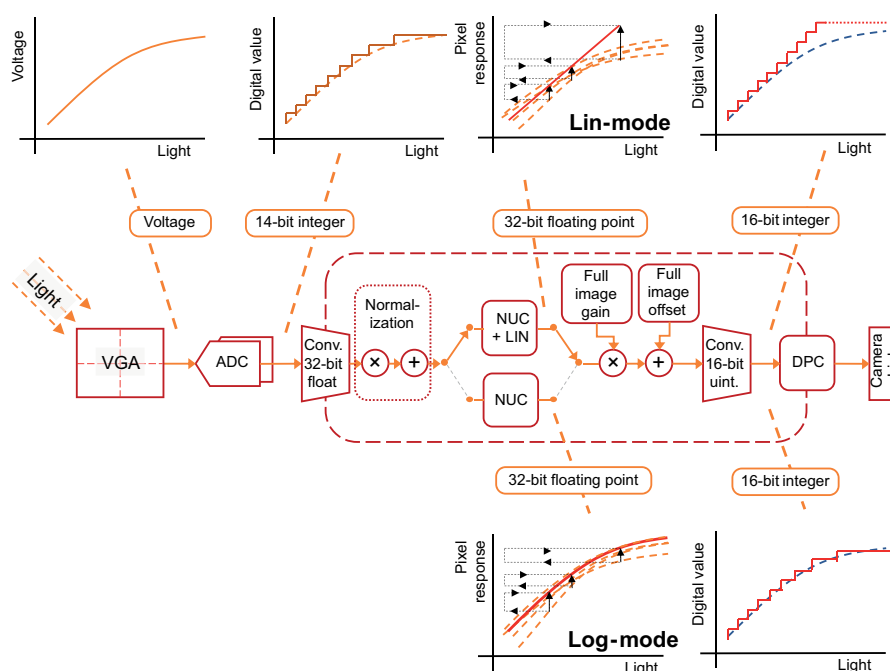 Voltage
Light
Digital value
Light
Pixel
response
Lin-mode
Light
Digital value
Light
Voltage
14-bit integer
32-bit floating point
16-bit integer
Light
VGA
ADC
Conv.
32-bit
float
Normal-
ization
×
+
NUC
+ LIN
NUC
Full
image
gain
Full
image
offset
×
+
Conv.
16-bit
uint.
DPC
Camera
32-bit floating point
16-bit integer
Pixel
response
Log-mode
Light
Digital value
Light